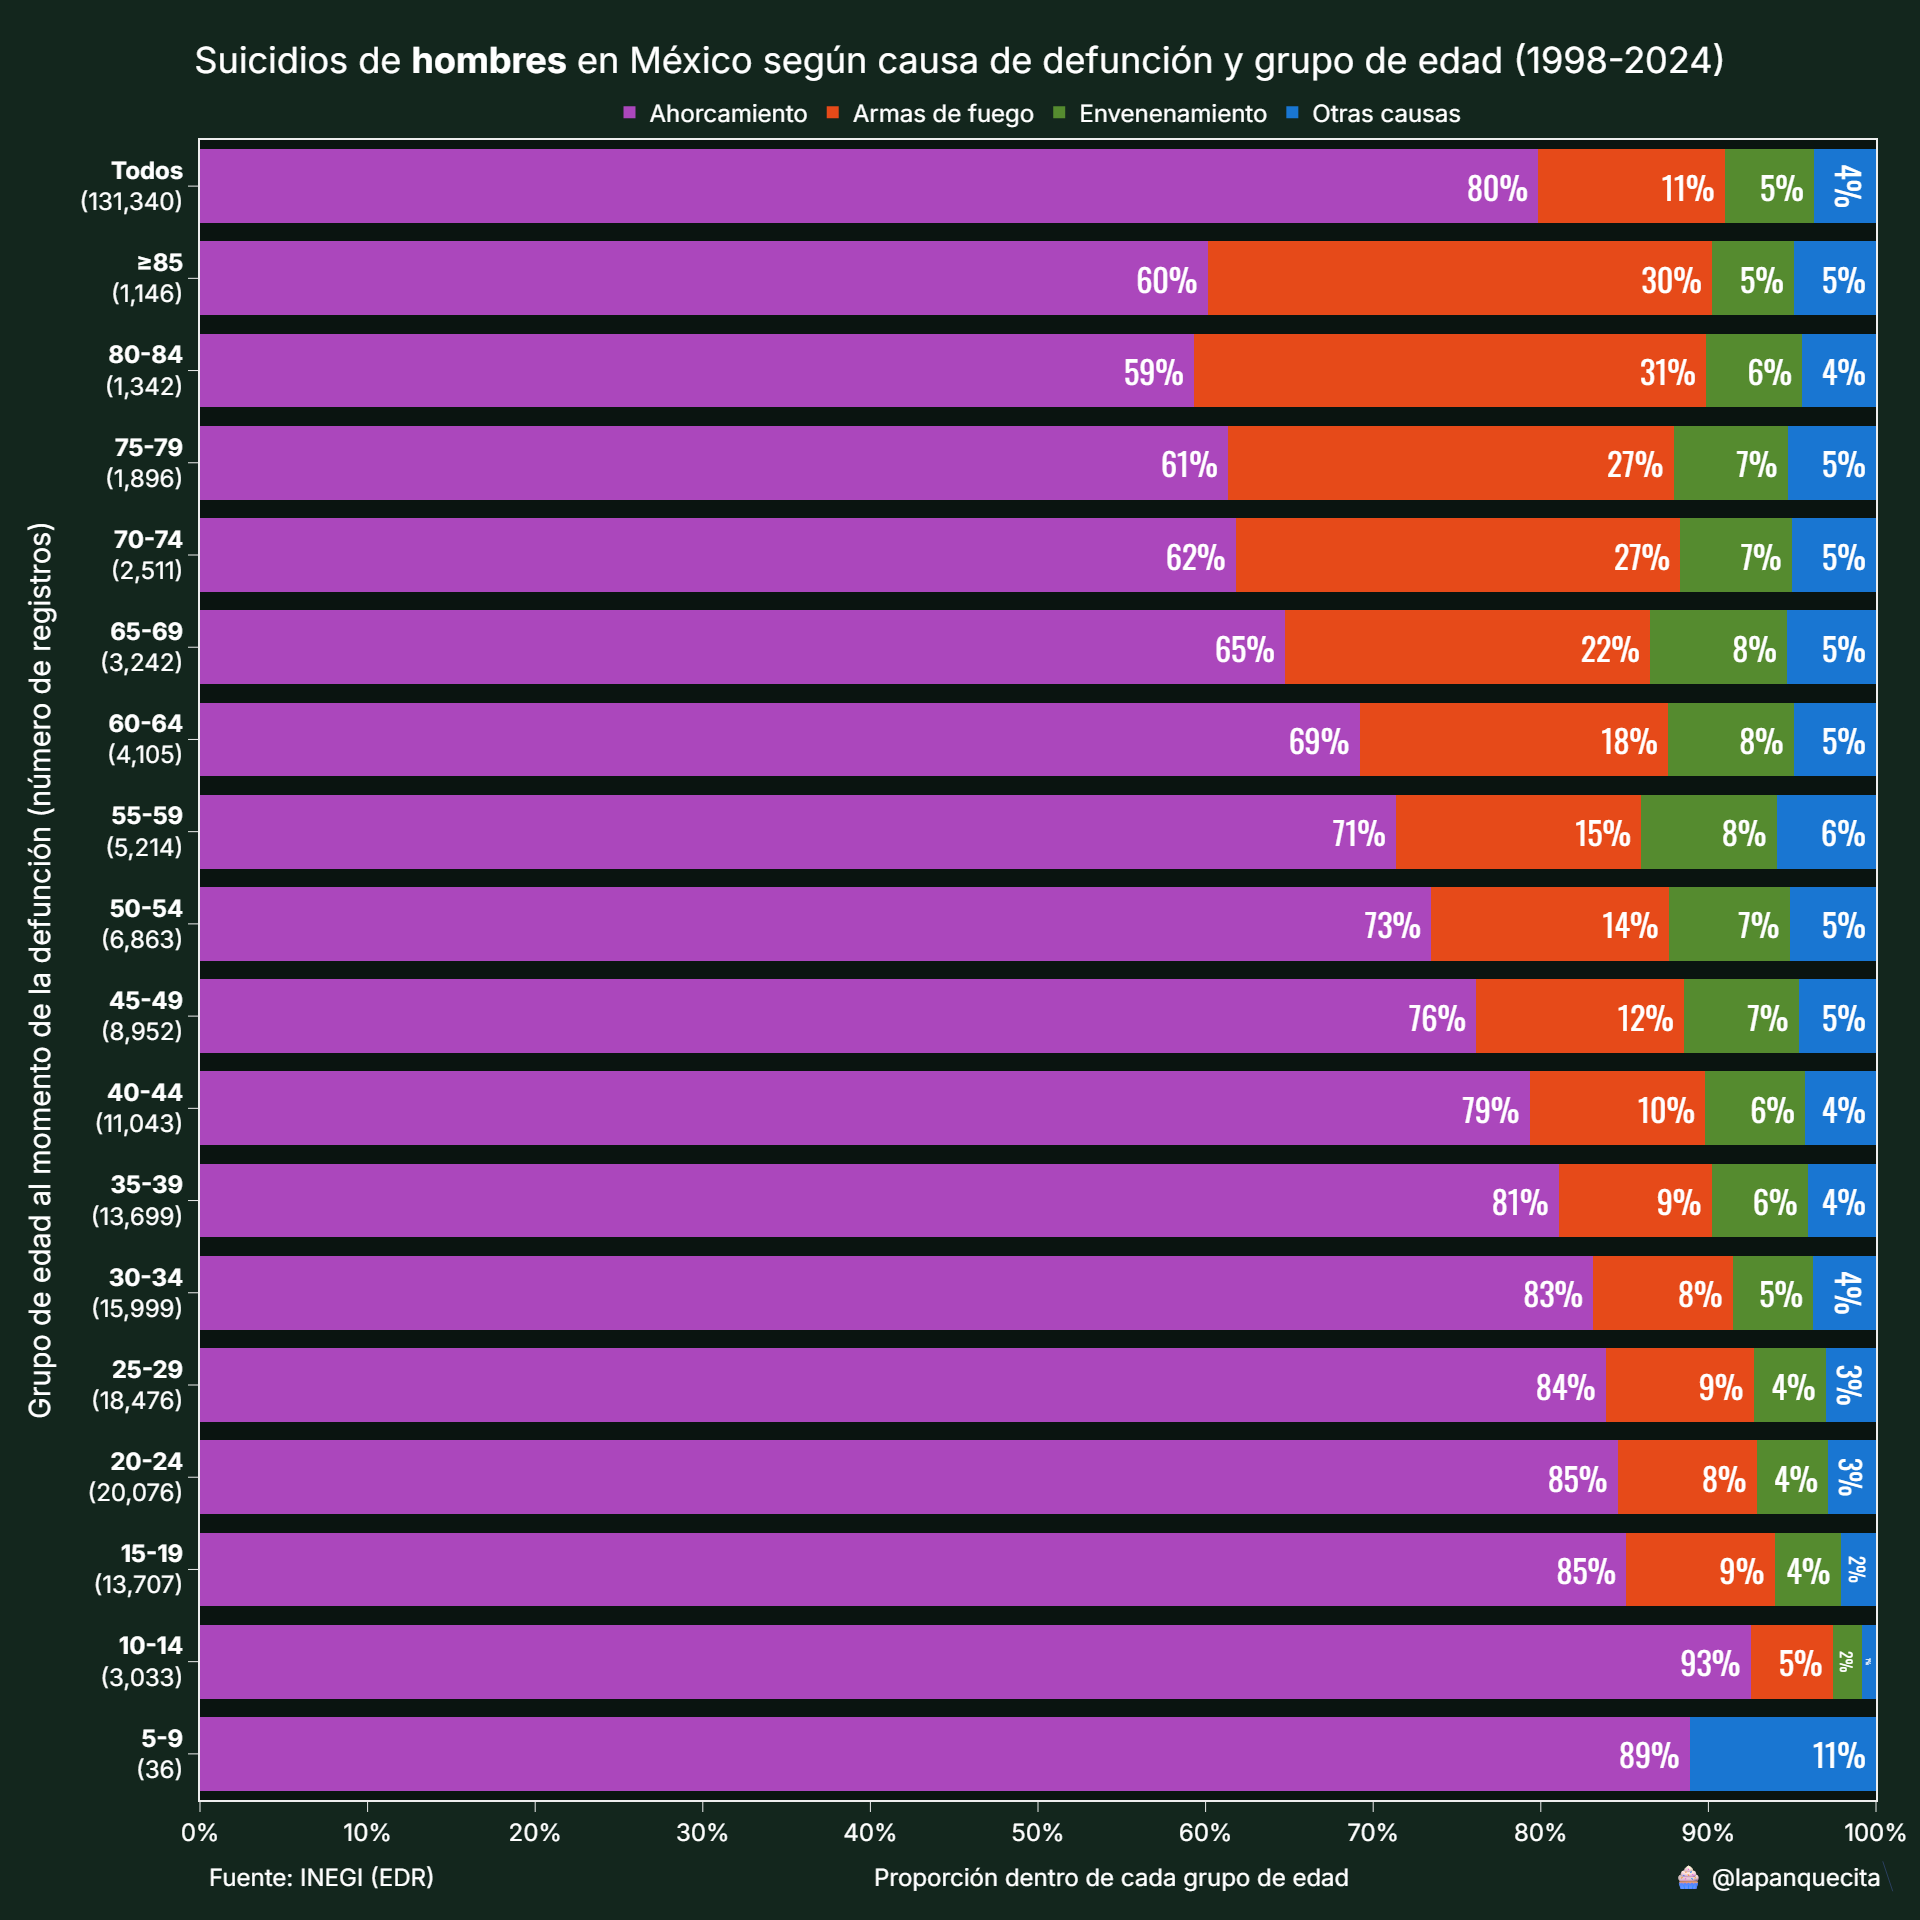 Suicidios de hombres en México según causa de defunción y grupo de edad (1998-2024)
Ahorcamiento Armas de fuego Envenenamiento Otras causas
Grupo de edad al momento de la defunción (número de registros)
Todos
(131,340)
80% 11% 5% 4%
≥85
(1,146)
60% 30% 5% 5%
80-84
(1,342)
59% 31% 6% 4%
75-79
(1,896)
61% 27% 7% 5%
70-74
(2,511)
62% 27% 7% 5%
65-69
(3,242)
65% 22% 8% 5%
60-64
(4,105)
69% 18% 8% 5%
55-59
(5,214)
71% 15% 8% 6%
50-54
(6,863)
73% 14% 7% 5%
45-49
(8,952)
76% 12% 7% 5%
40-44
(11,043)
79% 10% 6% 4%
35-39
(13,699)
81% 9% 6% 4%
30-34
(15,999)
83% 8% 5% 4%
25-29
(18,476)
84% 9% 4% 3%
20-24
(20,076)
85% 8% 4% 3%
15-19
(13,707)
85% 9% 4% 2%
10-14
(3,033)
93% 5% 2% 1%
5-9
(36)
89% 11%
0% 10% 20% 30% 40% 50% 60% 70% 80% 90% 100%
Fuente: INEGI (EDR) Proporción dentro de cada grupo de edad @lapanquecita